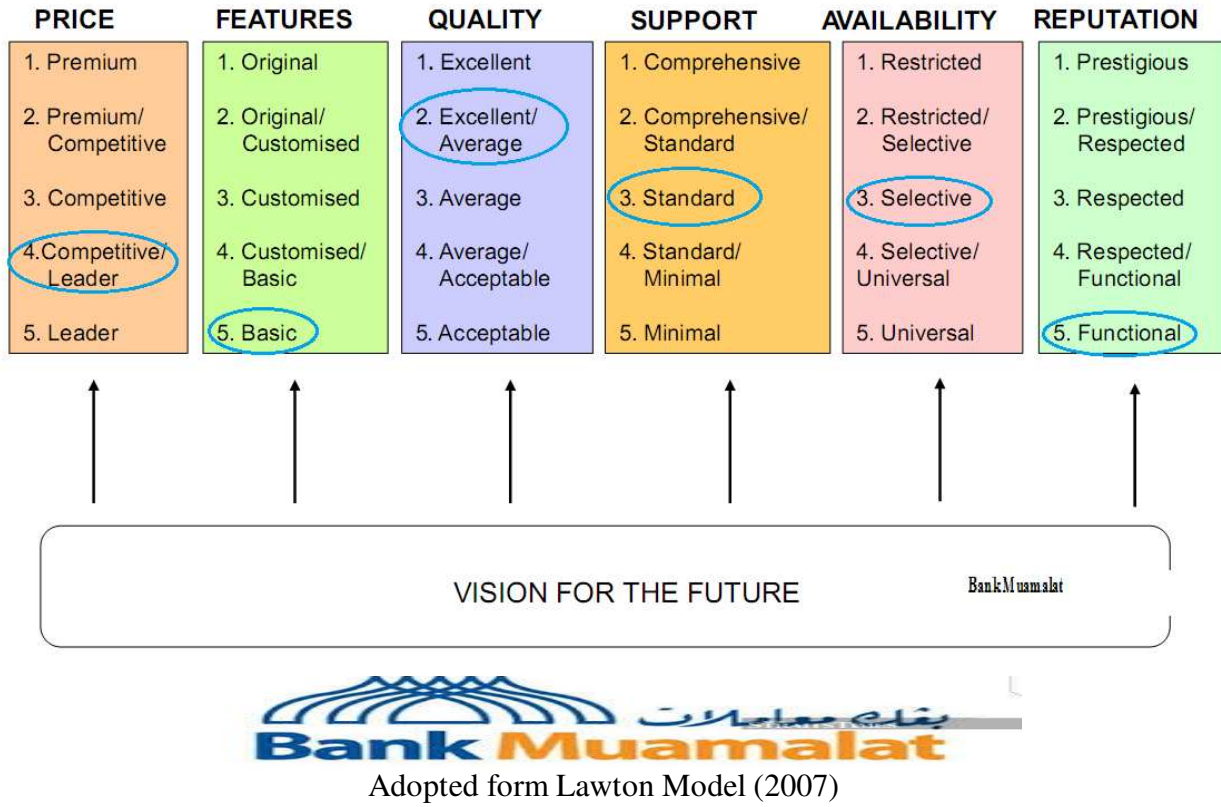 PRICE
1. Premium
2. Premium/
Competitive
3. Competitive
4.Competitive/
Leader
5. Leader
FEATURES
1. Original
2. Original/
Customised
3. Customised
4. Customised/
Basic
5. Basic
QUALITY
1. Excellent
2. Excellent/
Average
3. Average
4. Average/
Acceptable
5. Acceptable
SUPPORT
1. Comprehensive
2. Comprehensive/
Standard
3. Standard
4. Standard/
Minimal
5. Minimal
AVAILABILITY
1. Restricted
2. Restricted/
Selective
3. Selective
4. Selective/
Universal
5. Universal
REPUTATION
1. Prestigious
2. Prestigious/
Respected
3. Respected
4. Respected/
Functional
5. Functional
VISION FOR THE FUTURE
Bank Muamalat
بنك معاملات
Bank Muamalat
Adopted form Lawton Model (2007)